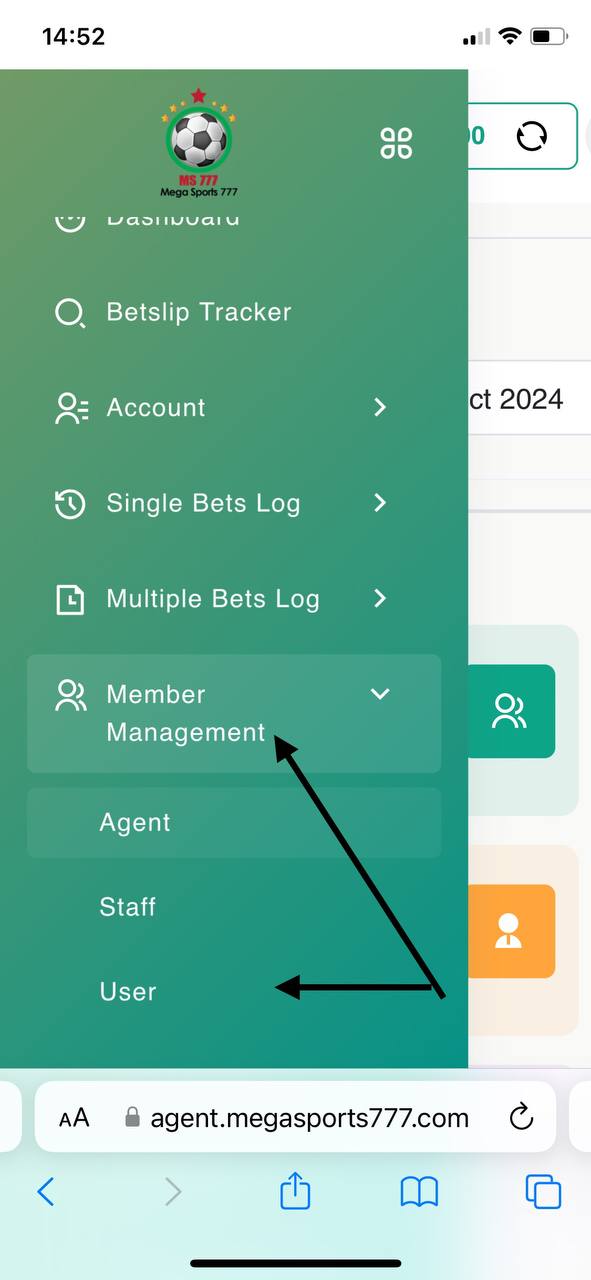 14:52
MS 777
Mega Sports 777
00
Dashboard
Betslip Tracker
Account
ct 2024
Single Bets Log
Multiple Bets Log
Member
Management
Agent
Staff
User
AA
agent.megasports777.com